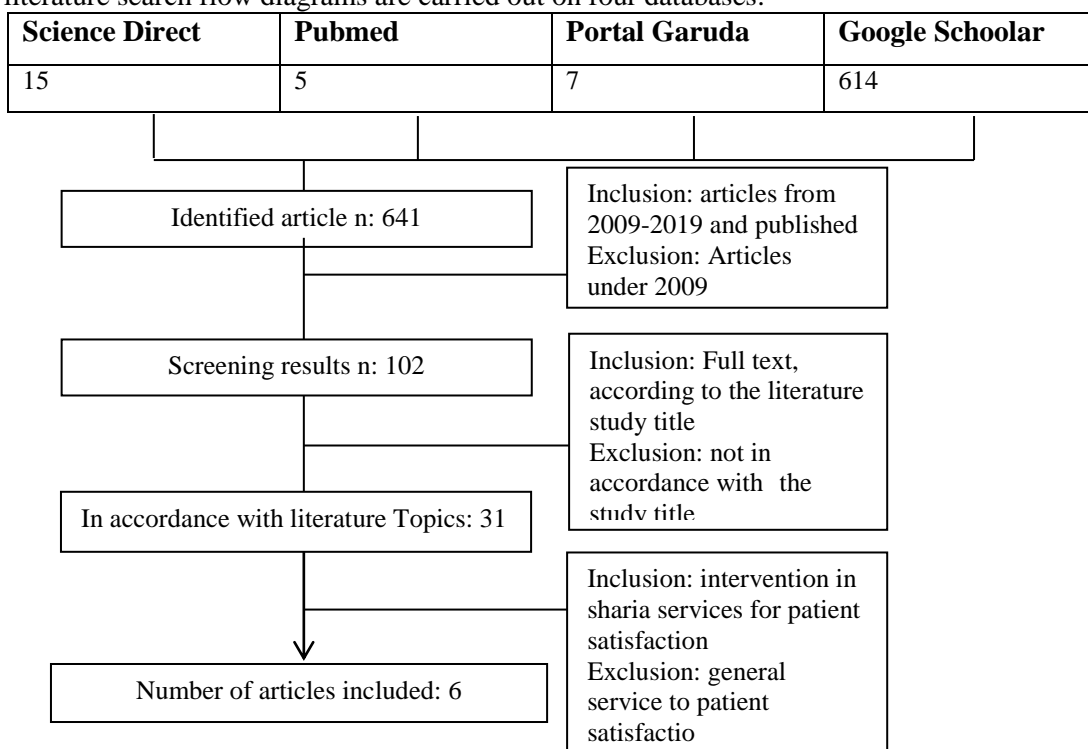 literature search flow diagrams are carried out on four databases:
Science Direct Pubmed Portal Garuda Google Schoolar
15 5 7 614
Identified article n: 641
Inclusion: articles from
2009-2019 and published
Exclusion: Articles
under 2009
Screening results n: 102
Inclusion: Full text,
according to the literature
study title
Exclusion: not in
accordance with the
study title
In accordance with literature Topics: 31
Inclusion: intervention in
sharia services for patient
satisfaction
Exclusion: general
service to patient
satisfactio
Number of articles included: 6